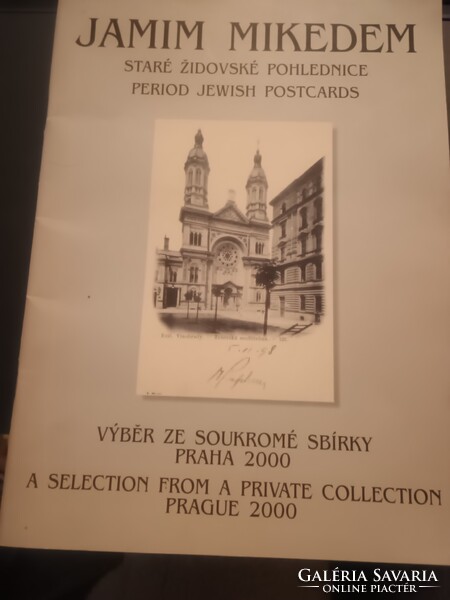 JAMIM MIKEDEM
STARÉ ŽIDOVSKÉ POHLEDNICE
PERIOD JEWISH POSTCARDS
VÝBĚR ZE SOUKROMÉ SBÍRKY
PRAHA 2000
A SELECTION FROM A PRIVATE COLLECTION
PRAGUE 2000
GALÉRIA SAVARIA
ONLINE PIACTÉR